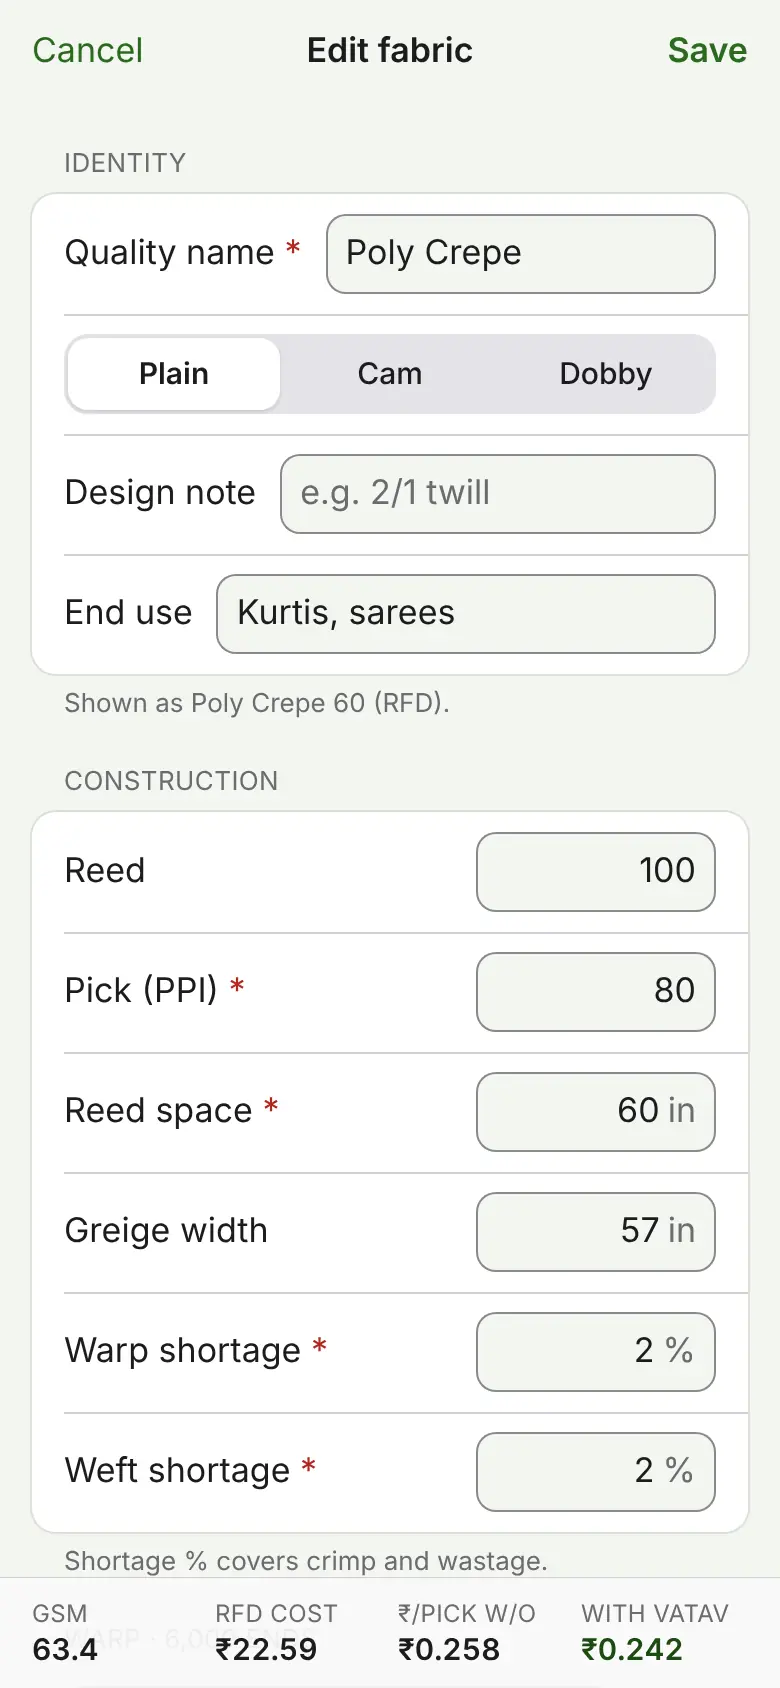 Cancel Edit fabric Save
IDENTITY
Quality name * Poly Crepe
Plain Cam Dobby
Design note e.g. 2/1 twill
End use Kurtis, sarees
Shown as Poly Crepe 60 (RFD).
CONSTRUCTION
Reed 100
Pick (PPI) * 80
Reed space * 60 in
Greige width 57 in
Warp shortage * 2 %
Weft shortage * 2 %
Shortage % covers crimp and wastage.
GSM RFD COST ₹/PICK W/O WITH VATAV
63.4 ₹22.59 ₹0.258 ₹0.242